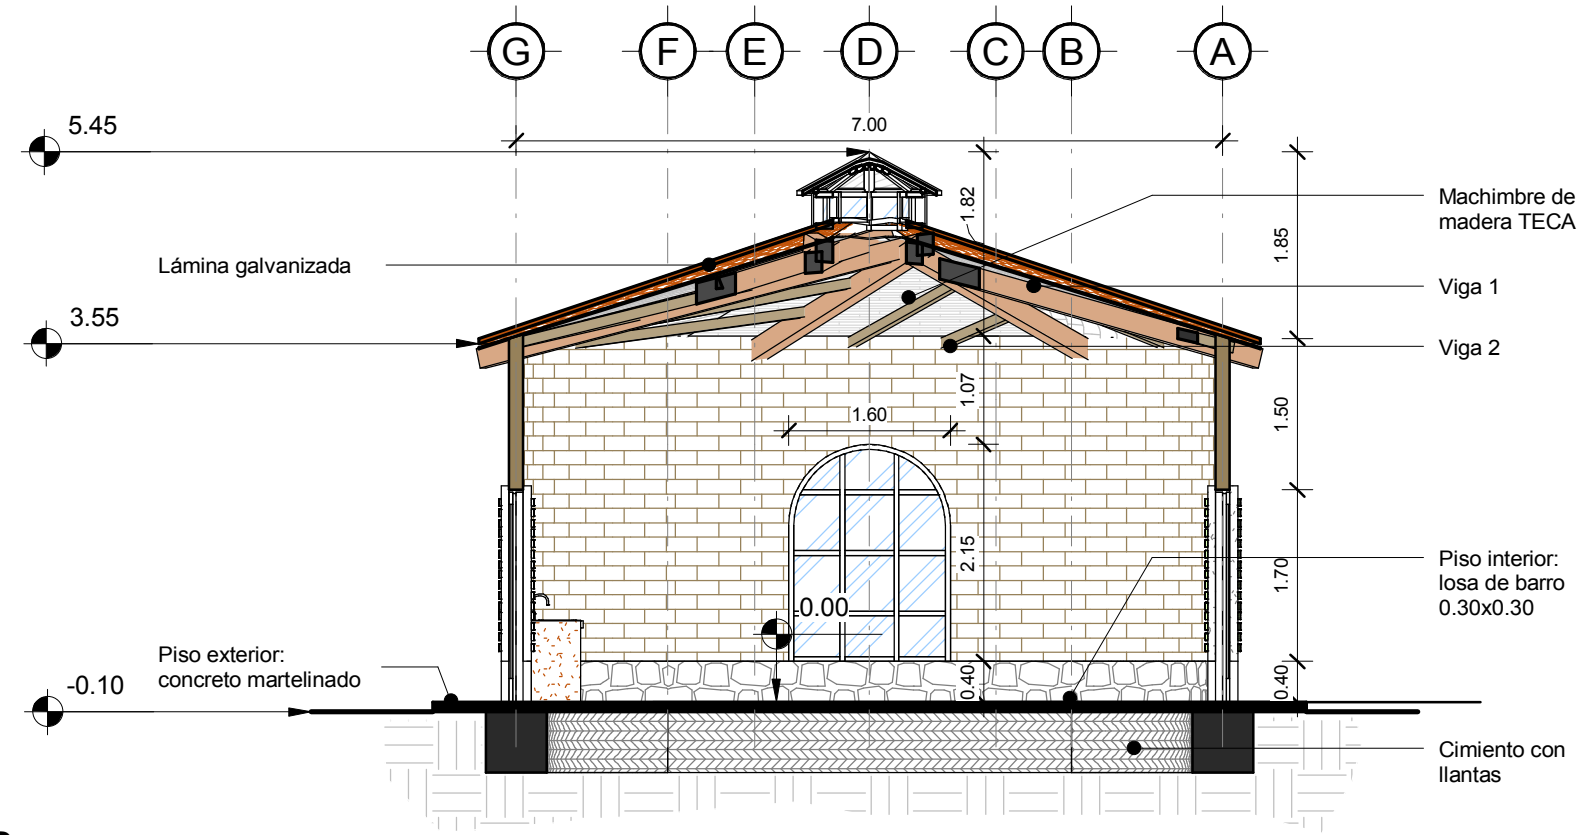 G F E D C B A
5.45
7.00
1.82
1.85
Machimbre de
madera TECA
Lámina galvanizada
Viga 1
3.55
Viga 2
1.07
1.60
1.50
2.15
1.70
Piso interior:
losa de barro
0.30x0.30
0.00
Piso exterior:
concreto martelinado
0.40
0.40
-0.10
Cimiento con
llantas